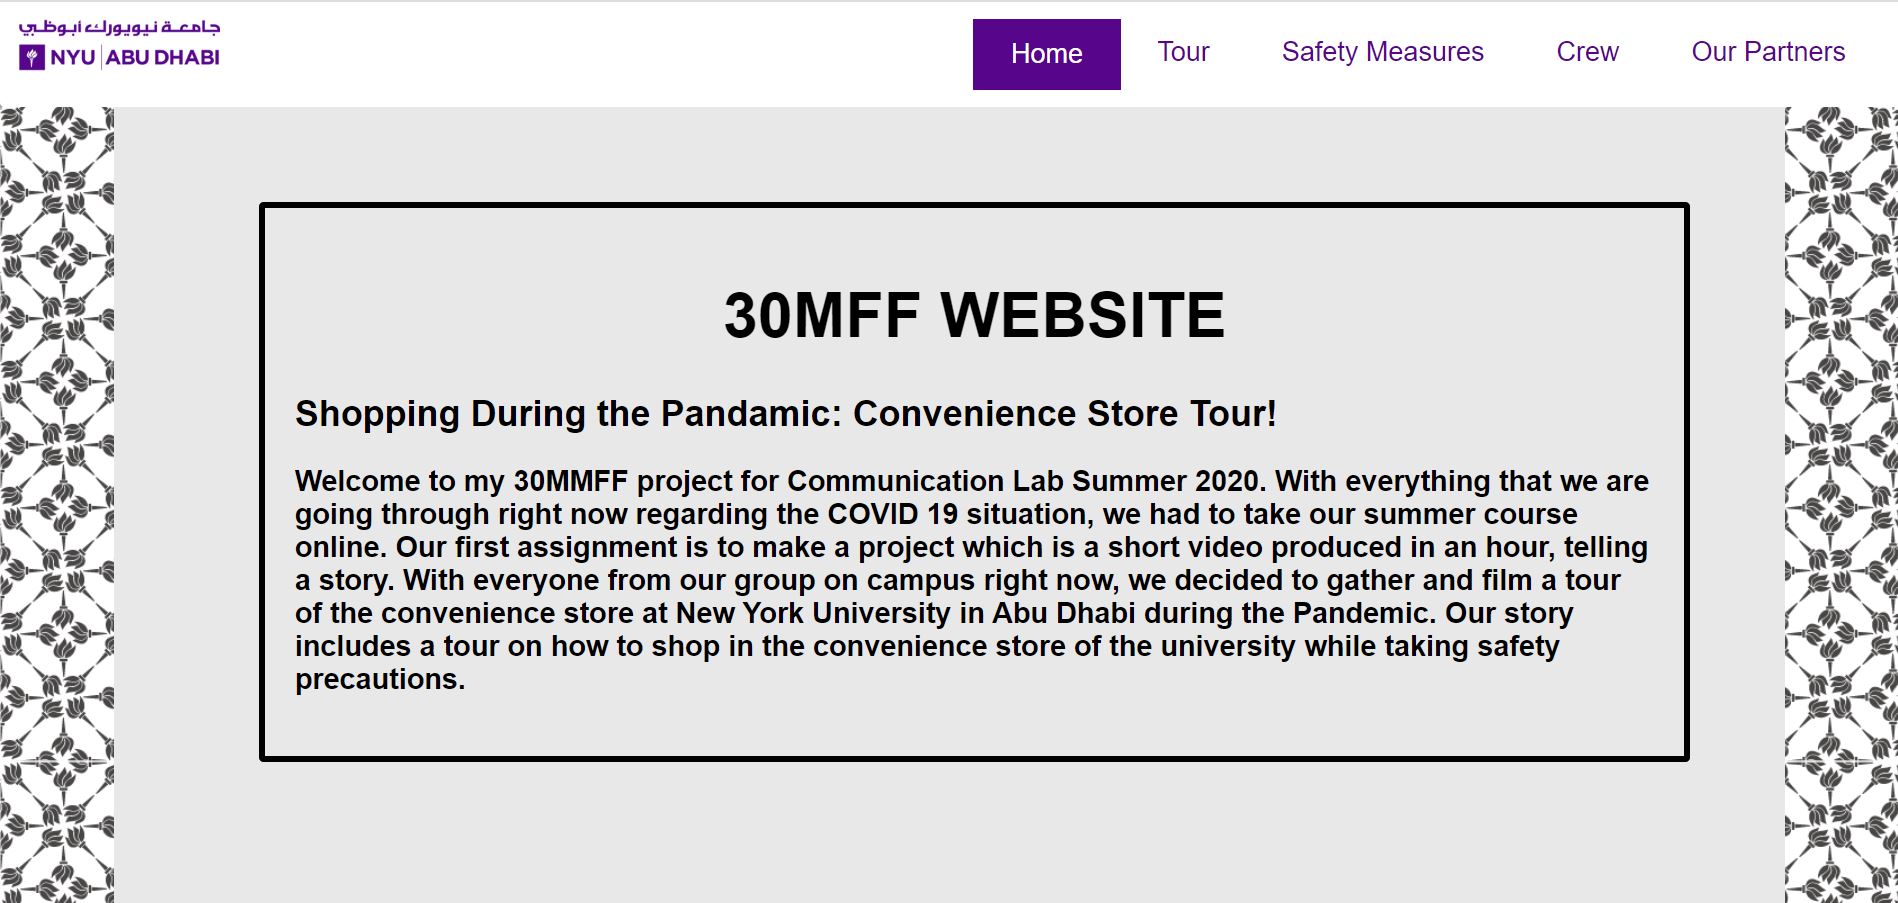 جامعـة نيويورك أبوظبي
NYU ABU DHABI
Home Tour Safety Measures Crew Our Partners
30MFF WEBSITE
Shopping During the Pandamic: Convenience Store Tour!
Welcome to my 30MMFF project for Communication Lab Summer 2020. With everything that we are
going through right now regarding the COVID 19 situation, we had to take our summer course
online. Our first assignment is to make a project which is a short video produced in an hour, telling
a story. With everyone from our group on campus right now, we decided to gather and film a tour
of the convenience store at New York University in Abu Dhabi during the Pandemic. Our story
includes a tour on how to shop in the convenience store of the university while taking safety
precautions.